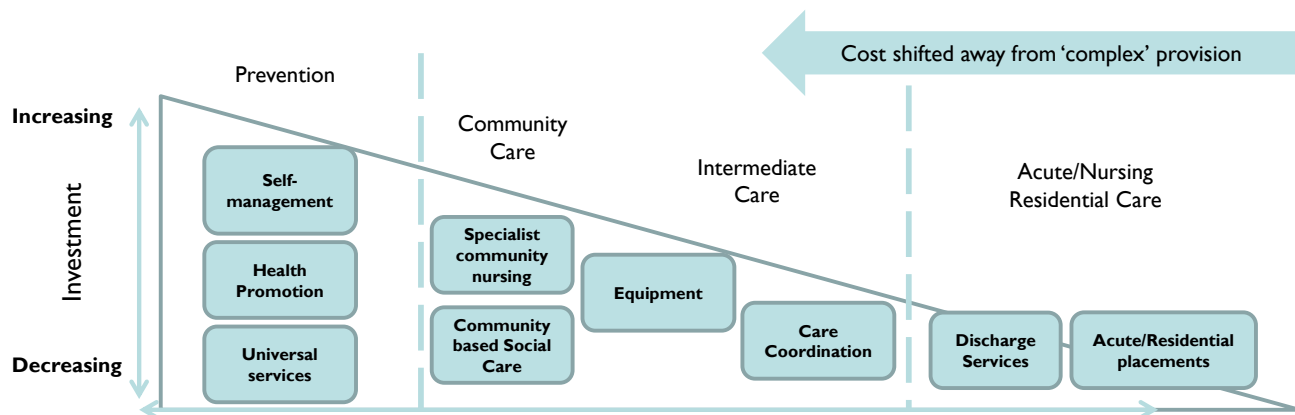 Cost shifted away from ‘complex’ provision
Prevention
Increasing
Community
Care
Intermediate
Care
Acute/Nursing
Residential Care
Investment
Decreasing
Self-
management
Health
Promotion
Universal
services
Specialist
community
nursing
Community
based Social
Care
Equipment
Care
Coordination
Discharge
Services
Acute/Residential
placements